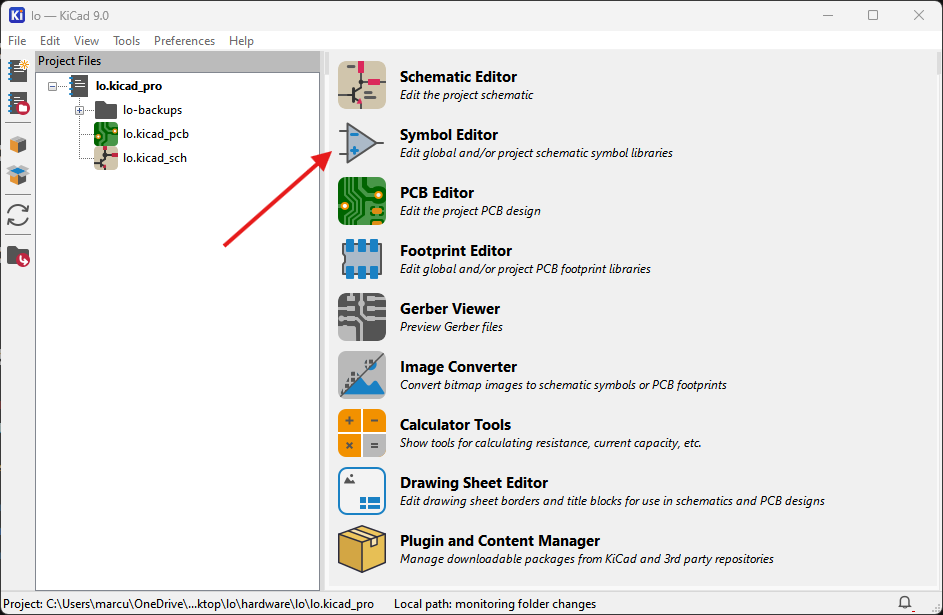 lo — KiCad 9.0
File Edit View Tools Preferences Help
Project Files
lo.kicad_pro
lo-backups
lo.kicad_pcb
lo.kicad_sch
Schematic Editor
Edit the project schematic
Symbol Editor
Edit global and/or project schematic symbol libraries
PCB Editor
Edit the project PCB design
Footprint Editor
Edit global and/or project PCB footprint libraries
Gerber Viewer
Preview Gerber files
Image Converter
Convert bitmap images to schematic symbols or PCB footprints
Calculator Tools
Show tools for calculating resistance, current capacity, etc.
Drawing Sheet Editor
Edit drawing sheet borders and title blocks for use in schematics and PCB designs
Plugin and Content Manager
Manage downloadable packages from KiCad and 3rd party repositories
Project: C:\Users\marcu\OneDrive\...ktop\lo\hardware\lo\lo.kicad_pro Local path: monitoring folder changes